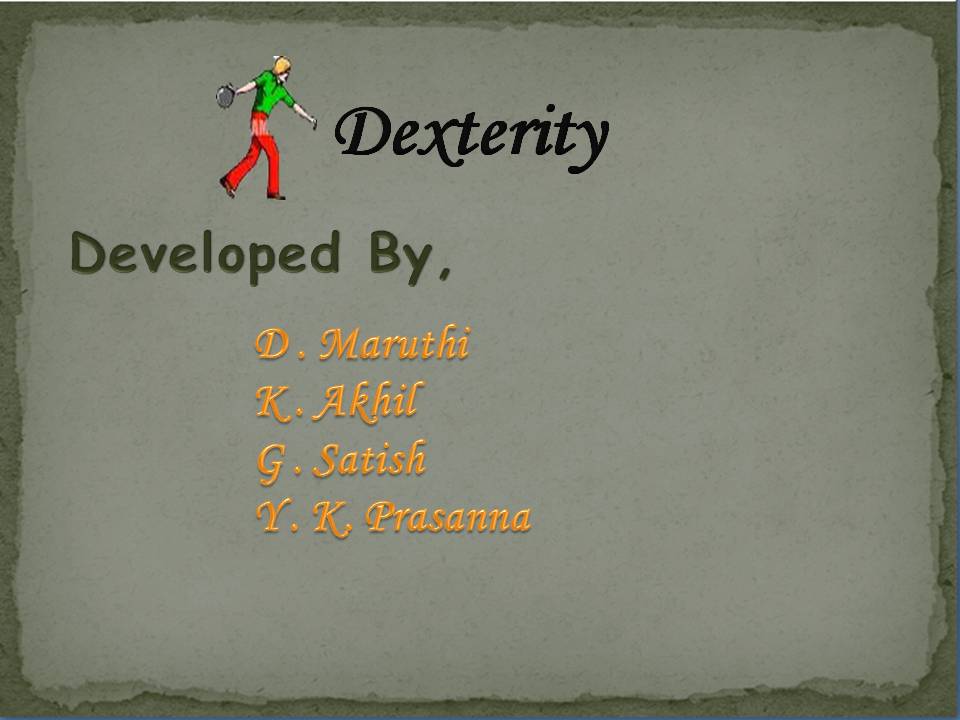 Dexterity
Developed By,
D . Maruthi
K . Akhil
G . Satish
Y . K. Prasanna